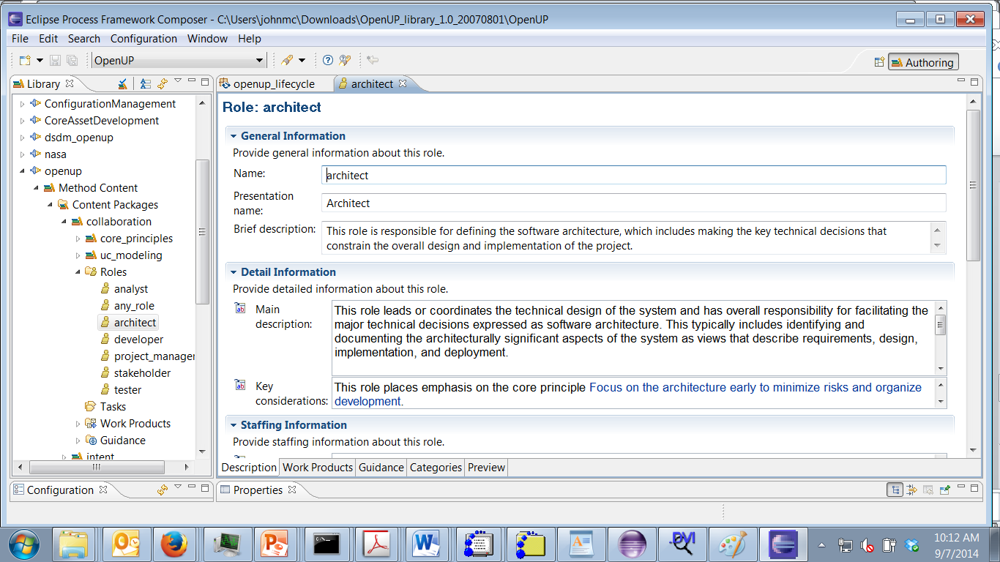 Eclipse Process Framework Composer - C:\Users\johnmc\Downloads\OpenUP_library_1.0_20070801\OpenUP
File Edit Search Configuration Window Help
OpenUP
Authoring
Library
ConfigurationManagement
CoreAssetDevelopment
dsdm_openup
nasa
openup
Method Content
Content Packages
collaboration
core_principles
uc_modeling
Roles
analyst
any_role
architect
developer
project_manager
stakeholder
tester
Tasks
Work Products
Guidance
intent
openup_lifecycle
architect
Role: architect
General Information
Provide general information about this role.
Name:
architect
Presentation
name:
Architect
Brief description:
This role is responsible for defining the software architecture, which includes making the key technical decisions that
constrain the overall design and implementation of the project.
Detail Information
Provide detailed information about this role.
Main
description:
This role leads or coordinates the technical design of the system and has overall responsibility for facilitating the
major technical decisions expressed as software architecture. This typically includes identifying and
documenting the architecturally significant aspects of the system as views that describe requirements, design,
implementation, and deployment.
Key
considerations:
This role places emphasis on the core principle Focus on the architecture early to minimize risks and organize
development.
Staffing Information
Provide staffing information about this role.
Description Work Products Guidance Categories Preview
Configuration
Properties
10:12 AM
9/7/2014